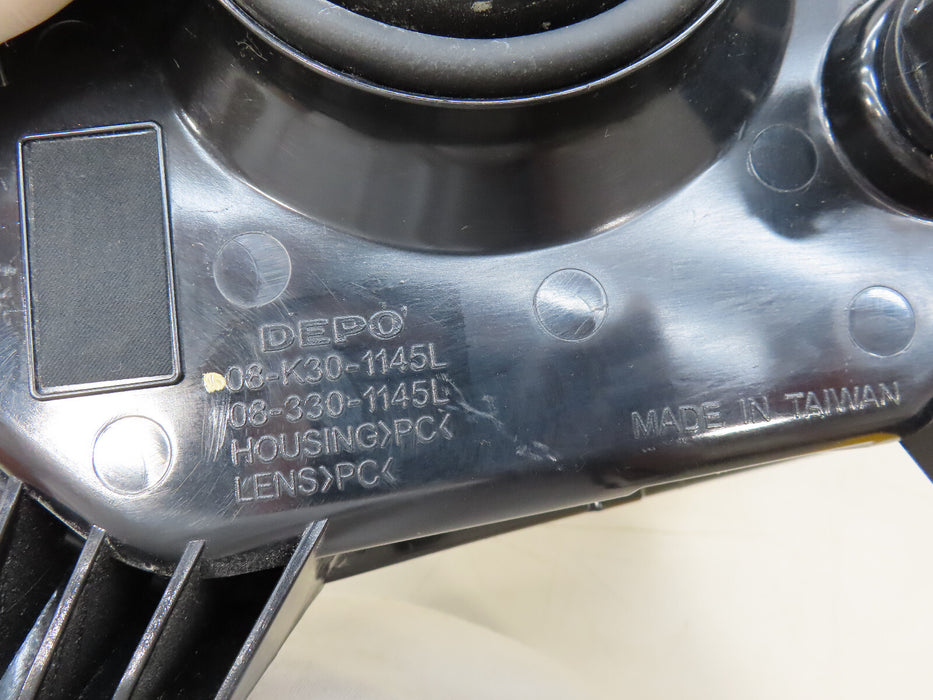 DEPO
08-K30-1145L
08-330-1145L
HOUSING>PC<
LENS>PC<
MADE IN TAIWAN